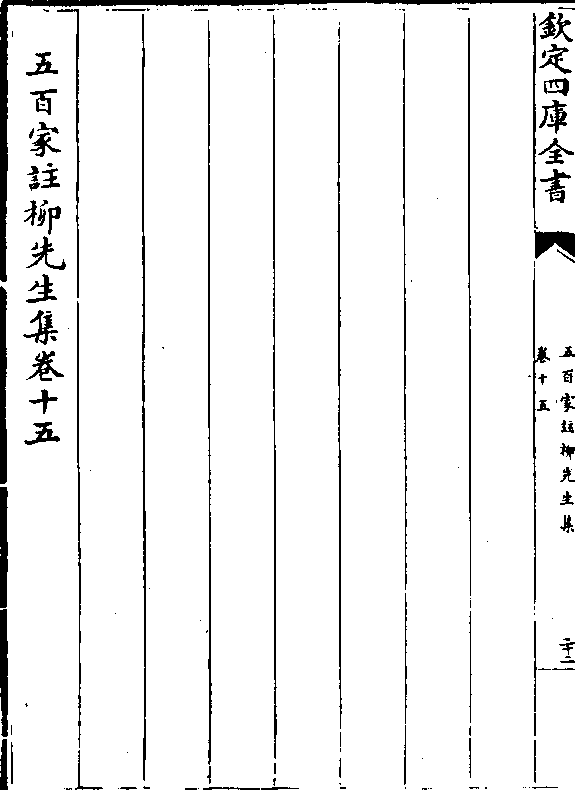 欽定四庫全書
五百家註柳先生集
卷十五
二十二
五百家註柳先生集卷十五